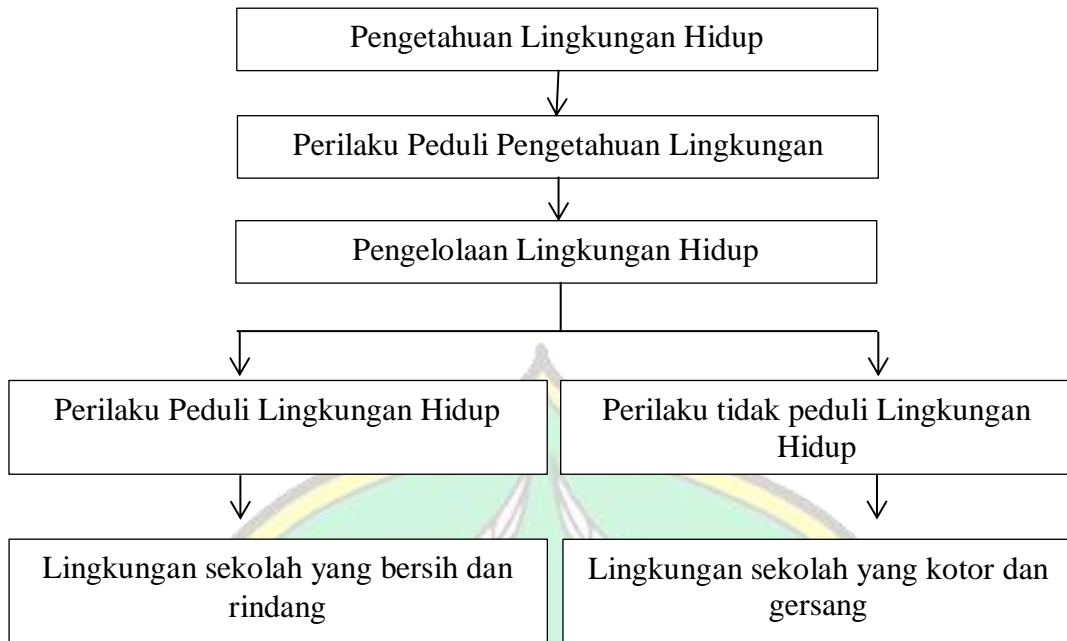 Pengetahuan Lingkungan Hidup
Perilaku Peduli Pengetahuan Lingkungan
Pengelolaan Lingkungan Hidup
Perilaku Peduli Lingkungan Hidup
Perilaku tidak peduli Lingkungan
Hidup
Lingkungan sekolah yang bersih dan
rindang
Lingkungan sekolah yang kotor dan
gersang